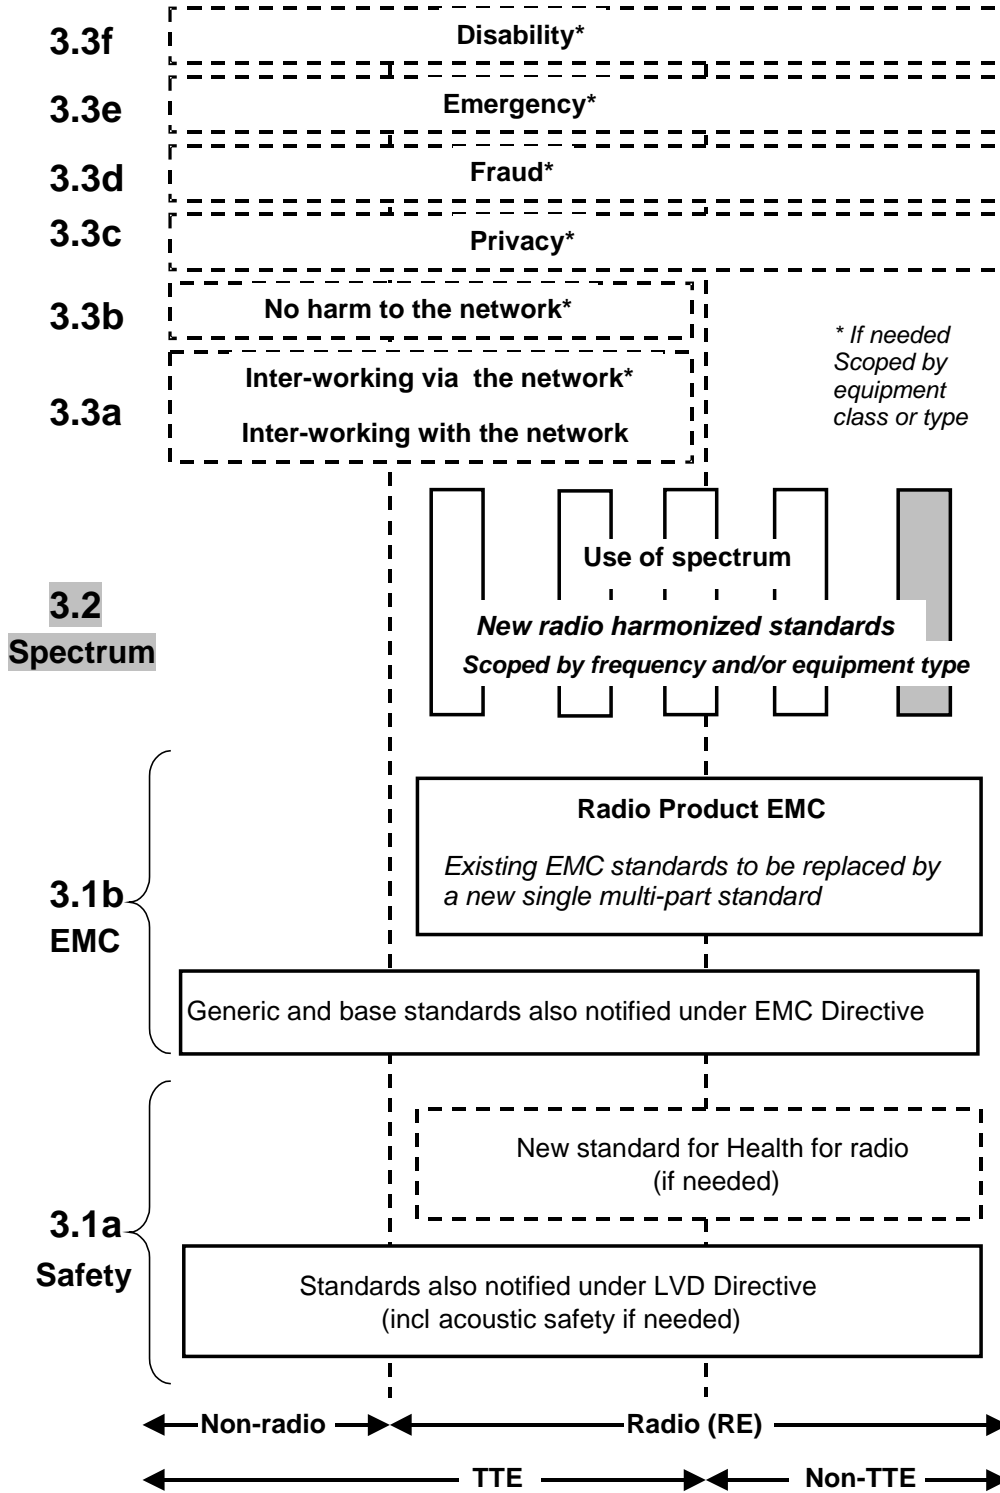 3.3f
Disability*
3.3e
Emergency*
3.3d
Fraud*
3.3c
Privacy*
3.3b
No harm to the network*
* If needed
Scoped by
equipment
class or type
3.3a
Inter-working via the network*
Inter-working with the network
3.2
Spectrum
Use of spectrum
New radio harmonized standards
Scoped by frequency and/or equipment type
3.1b
EMC
Radio Product EMC
Existing EMC standards to be replaced by
a new single multi-part standard
Generic and base standards also notified under EMC Directive
3.1a
Safety
New standard for Health for radio
(if needed)
Standards also notified under LVD Directive
(incl acoustic safety if needed)
Non-radio
Radio (RE)
TTE
Non-TTE